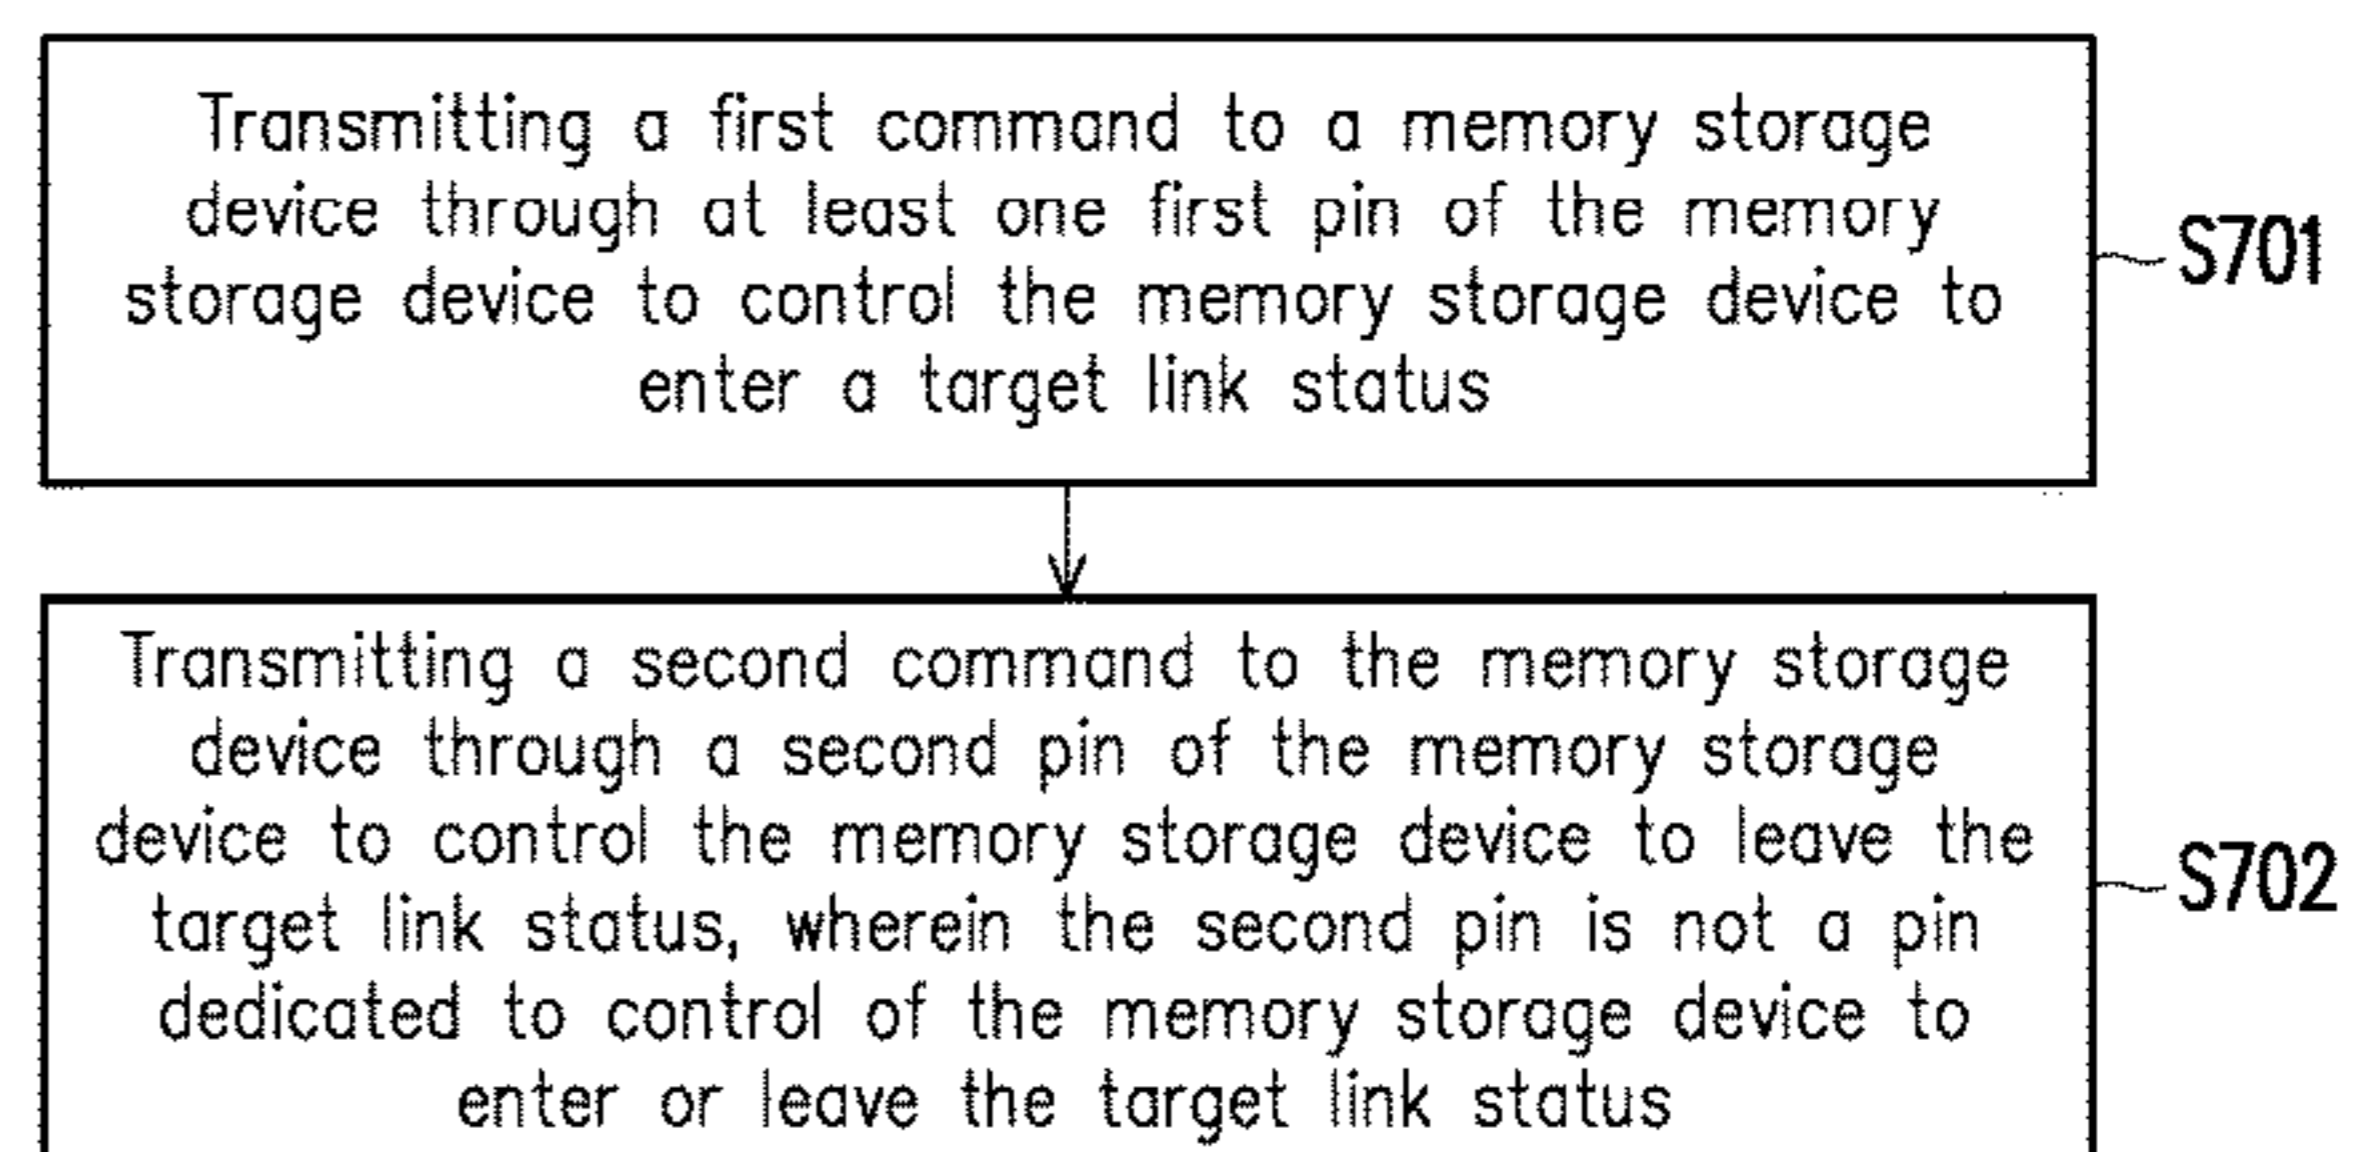 Transmitting a first command to a memory storage
device through at least one first pin of the memory
storage device to control the memory storage device to
enter a target link status
S701
Transmitting a second command to the memory storage
device through a second pin of the memory storage
device to control the memory storage device to leave the
target link status, wherein the second pin is not a pin
dedicated to control of the memory storage device to
enter or leave the target link status
S702